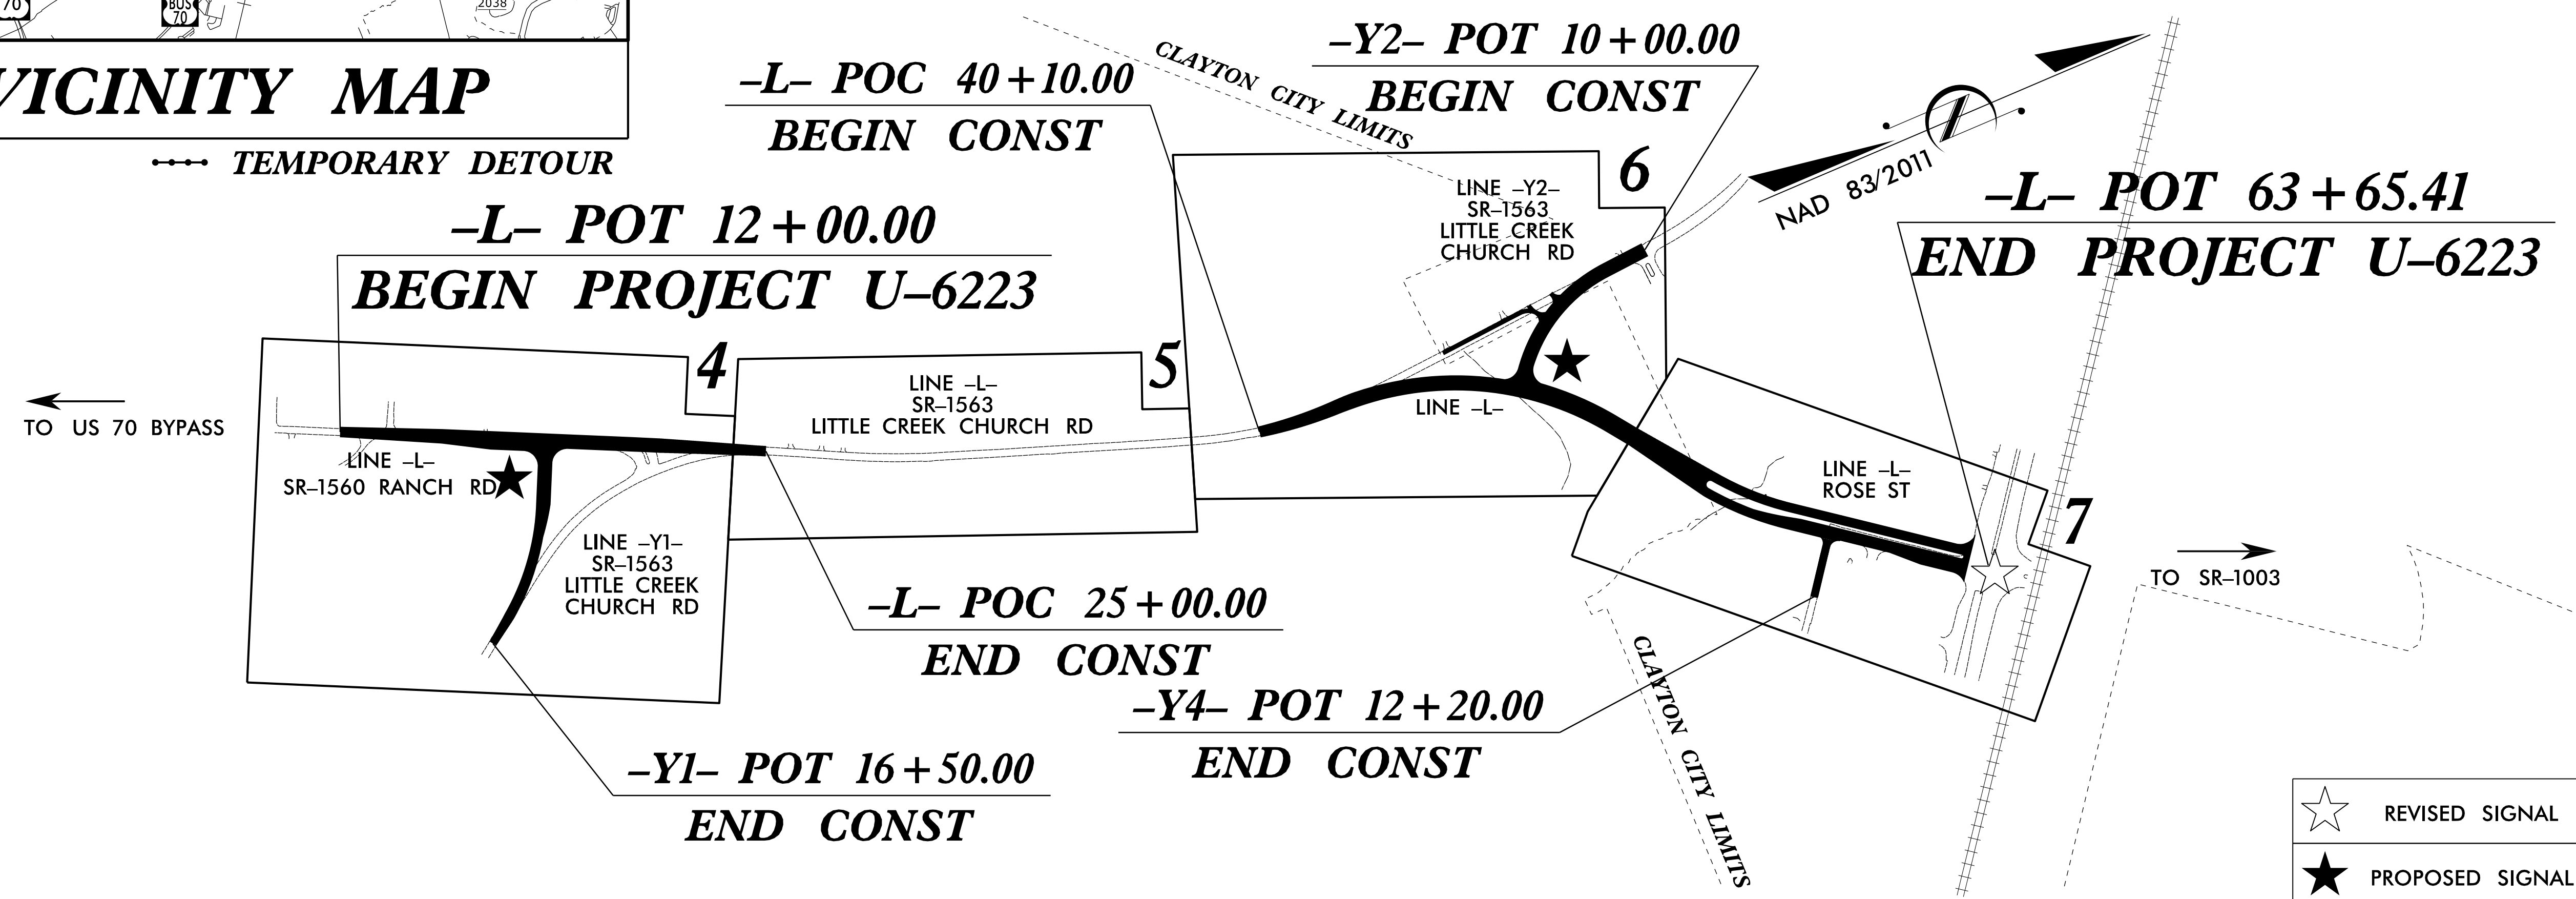 70
BUS
70
2038
VICINITY MAP
TEMPORARY DETOUR
–L– POC 40+10.00
BEGIN CONST
–Y2– POT 10+00.00
BEGIN CONST
CLAYTON CITY LIMITS
–L– POT 12+00.00
BEGIN PROJECT U–6223
NAD 83/2011
–L– POT 63+65.41
END PROJECT U–6223
6
LINE –Y2–
SR–1563
LITTLE CREEK
CHURCH RD
4
5
LINE –L–
SR–1563
LITTLE CREEK CHURCH RD
LINE –L–
TO US 70 BYPASS
LINE –L–
SR–1560 RANCH RD
LINE –Y1–
SR–1563
LITTLE CREEK
CHURCH RD
LINE –L–
ROSE ST
7
TO SR–1003
–L– POC 25+00.00
END CONST
–Y4– POT 12+20.00
END CONST
CLAYTON CITY LIMITS
–Y1– POT 16+50.00
END CONST
REVISED SIGNAL
PROPOSED SIGNAL